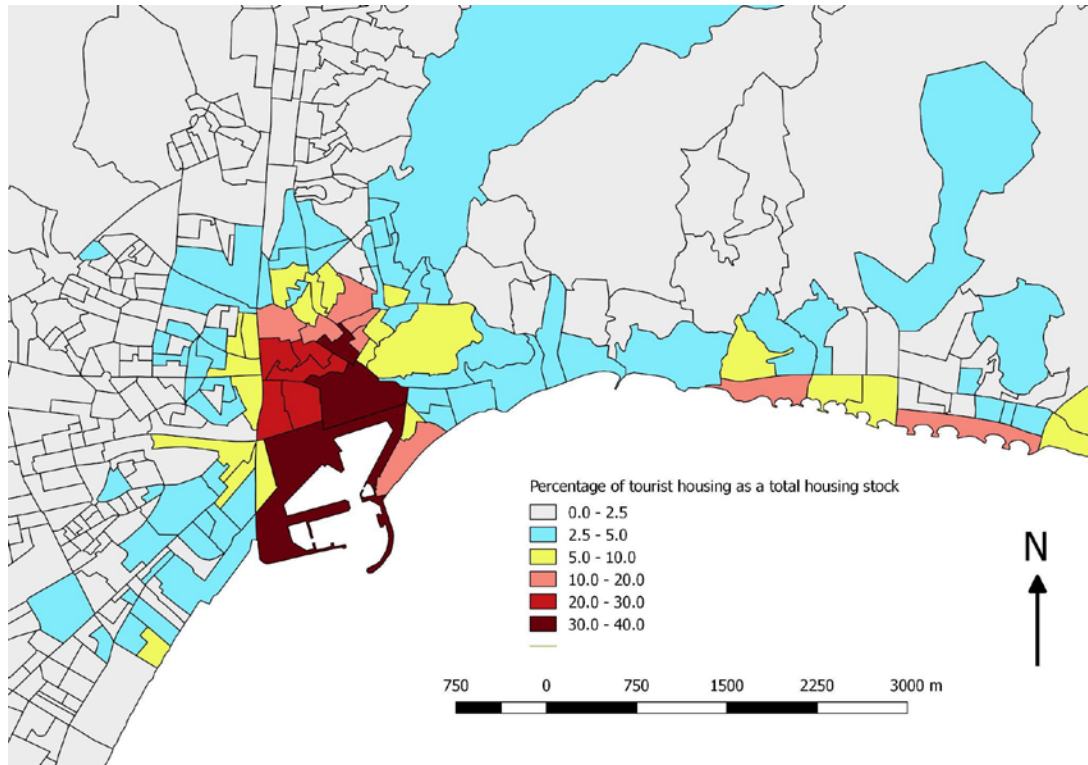 Percentage of tourist housing as a total housing stock
0.0 - 2.5
2.5 - 5.0
5.0 - 10.0
10.0 - 20.0
20.0 - 30.0
30.0 - 40.0
N
750 0 750 1500 2250 3000 m